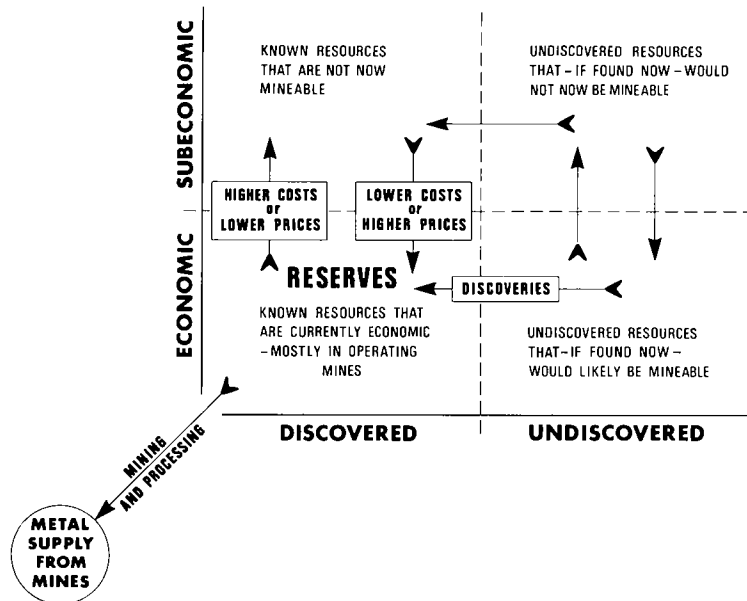 SUBECONOMIC
KNOWN RESOURCES
THAT ARE NOT NOW
MINEABLE
UNDISCOVERED RESOURCES
THAT-IF FOUND NOW-WOULD
NOT NOW BE MINEABLE
HIGHER COSTS
or
LOWER PRICES
LOWER COSTS
or
HIGHER PRICES
ECONOMIC
RESERVES
DISCOVERIES
KNOWN RESOURCES THAT
ARE CURRENTLY ECONOMIC
-MOSTLY IN OPERATING
MINES
UNDISCOVERED RESOURCES
THAT-IF FOUND NOW-
WOULD LIKELY BE MINEABLE
DISCOVERED
UNDISCOVERED
MINING
AND PROCESSING
METAL
SUPPLY
FROM
MINES